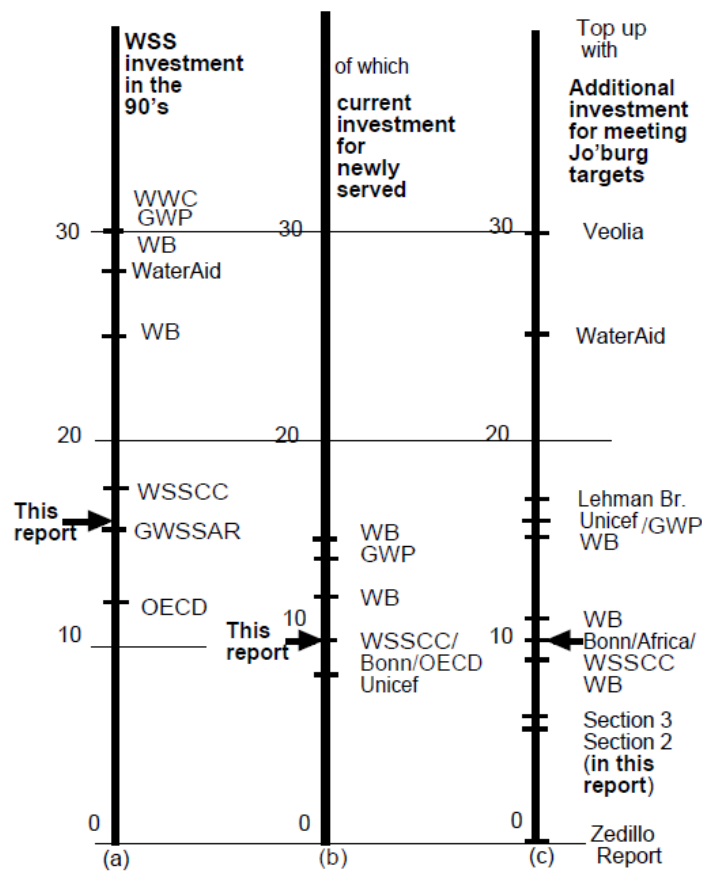 WSS
investment
in the
90's
WWC
GWP
30
WB
WaterAid
WB
20
WSSCC
This
report
GWSSAR
OECD
10
0
(a)
of which
current
investment
for
newly
served
30
20
WB
GWP
WB
10
This
report
WSSCC/
Bonn/OECD
Unicef
0
(b)
Top up
with
Additional
investment
for meeting
Jo'burg
targets
30
Veolia
WaterAid
20
Lehman Br.
Unicef /GWP
WB
WB
10
Bonn/Africa/
WSSCC
WB
Section 3
Section 2
(in this
report)
0
Zedillo
Report
(c)